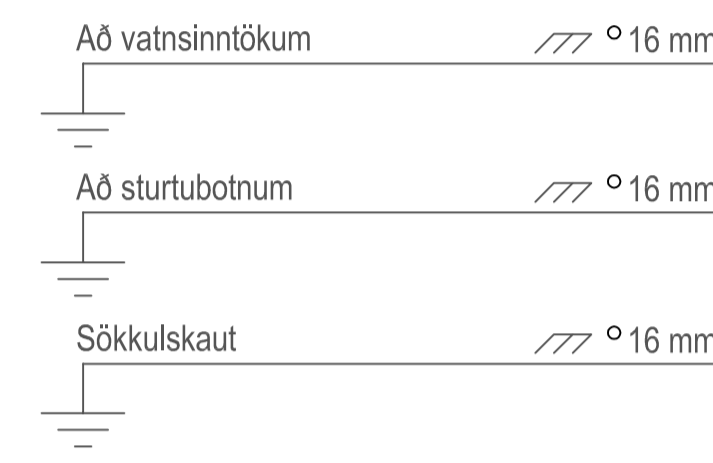 Að vatnsinntökum ° 16 mm
Að sturtubotnum ° 16 mm
Sökkulskaut ° 16 mm